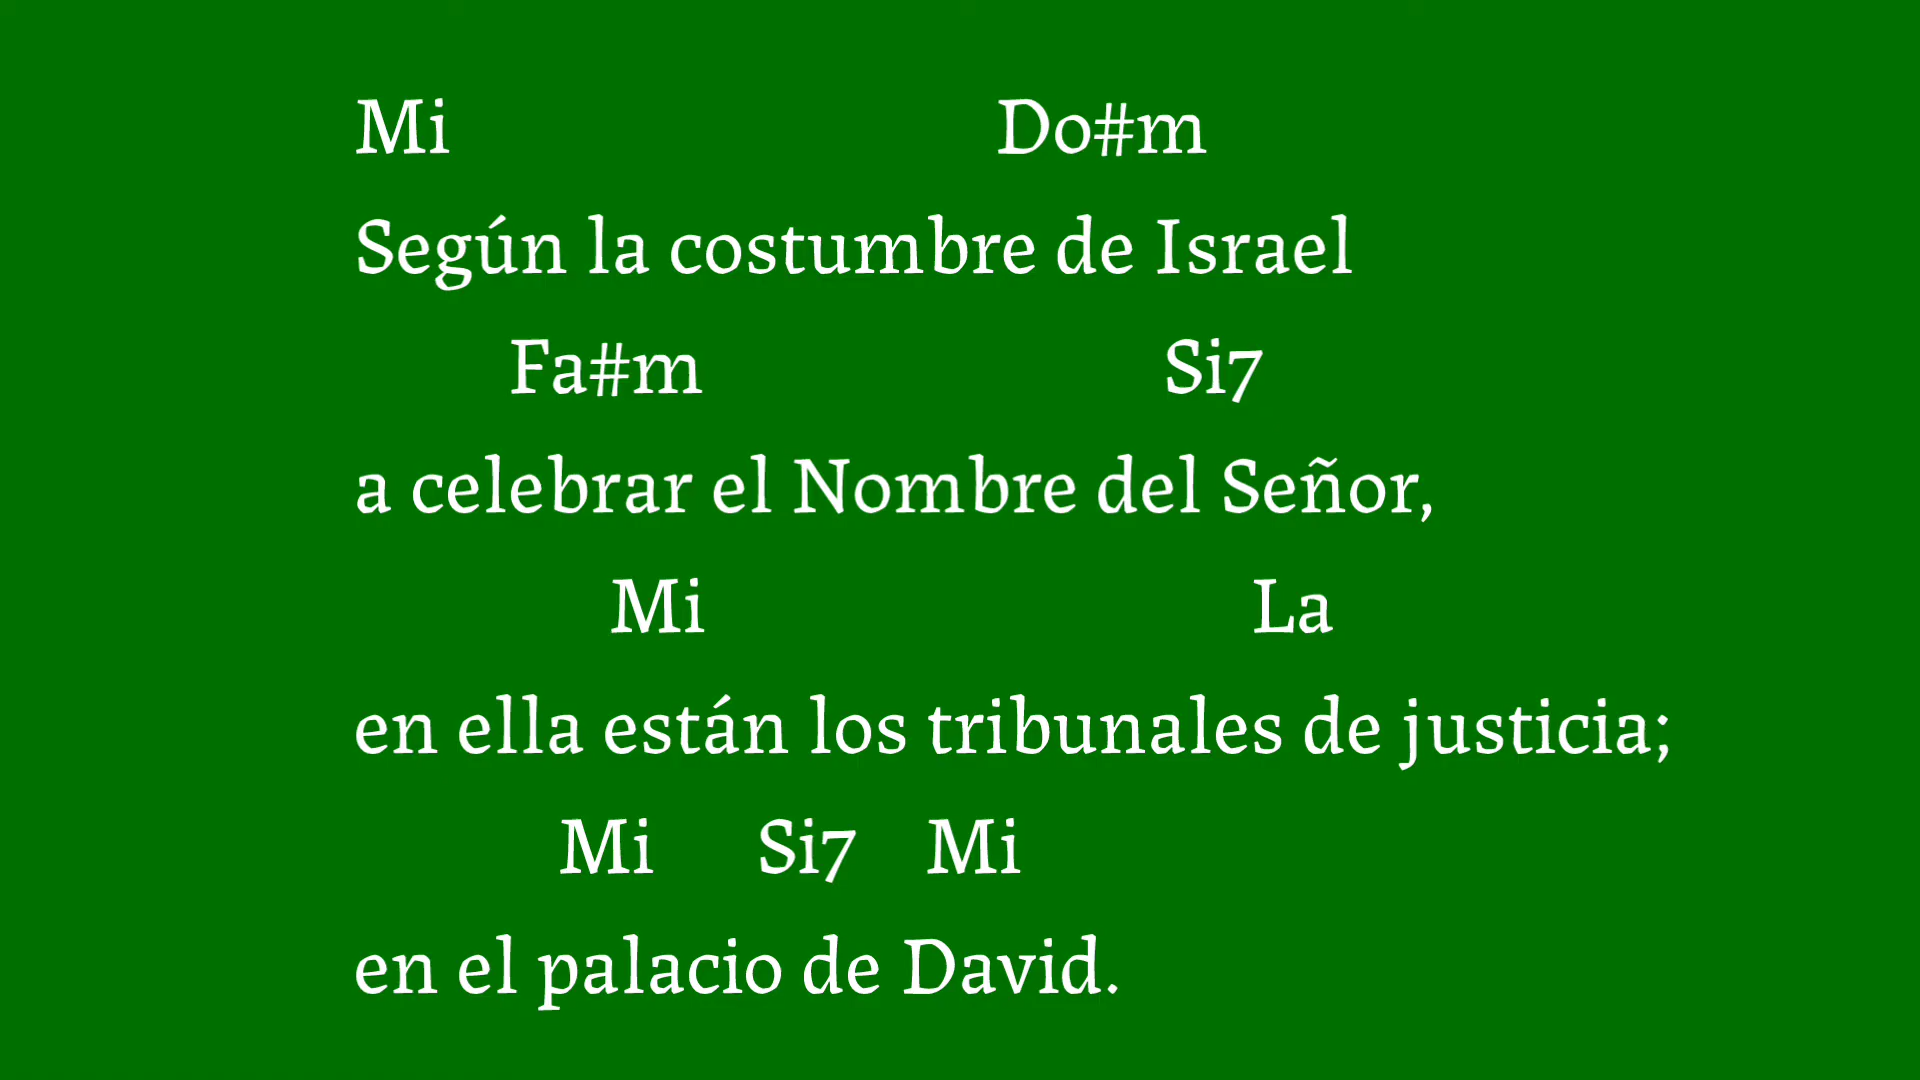 Mi Do#m
Según la costumbre de Israel
Fa#m Si7
a celebrar el Nombre del Señor,
Mi La
en ella están los tribunales de justicia;
Mi Si7 Mi
en el palacio de David.